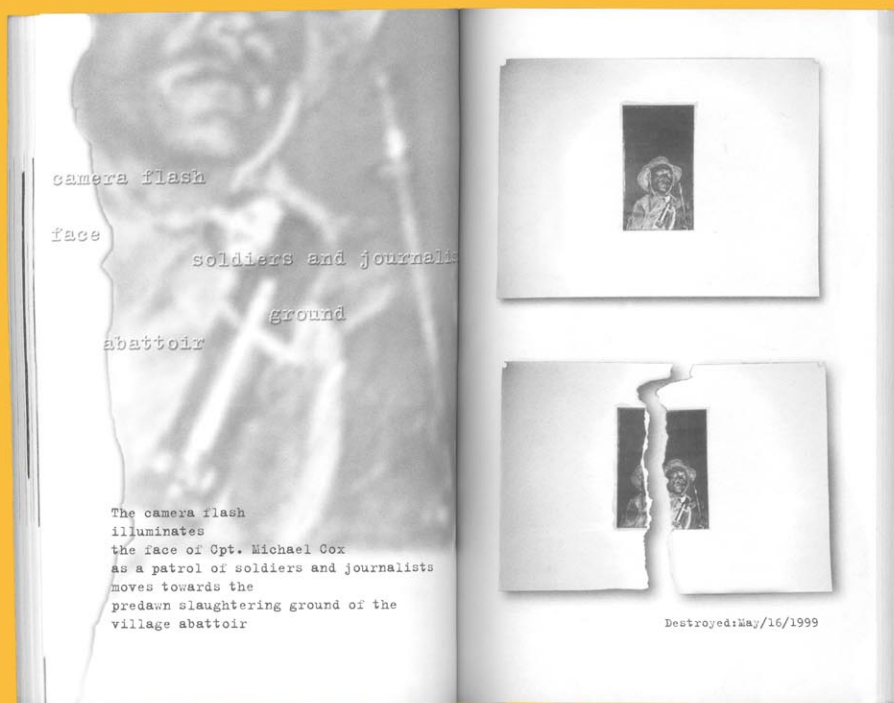 camera flash
face
soldiers and journalis
ground
abattoir
The camera flash
illuminates
the face of Cpt. Michael Cox
as a patrol of soldiers and journalists
moves towards the
predawn slaughtering ground of the
village abattoir
Destroyed:May/16/1999